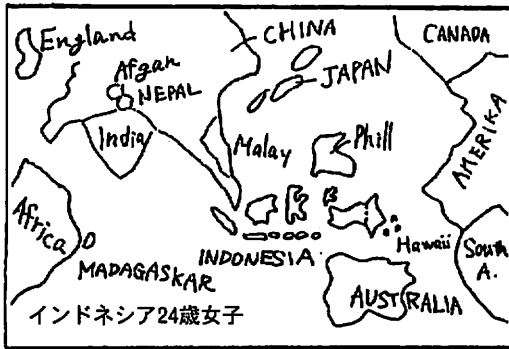 England
CHINA
CANADA
Afgan
NEPAL
JAPAN
India
Malay
Phill
AMERIKA
Africa
MADAGASKAR
INDONESIA
Hawaii
South
A.
AUSTRALIA
インドネシア24歳女子